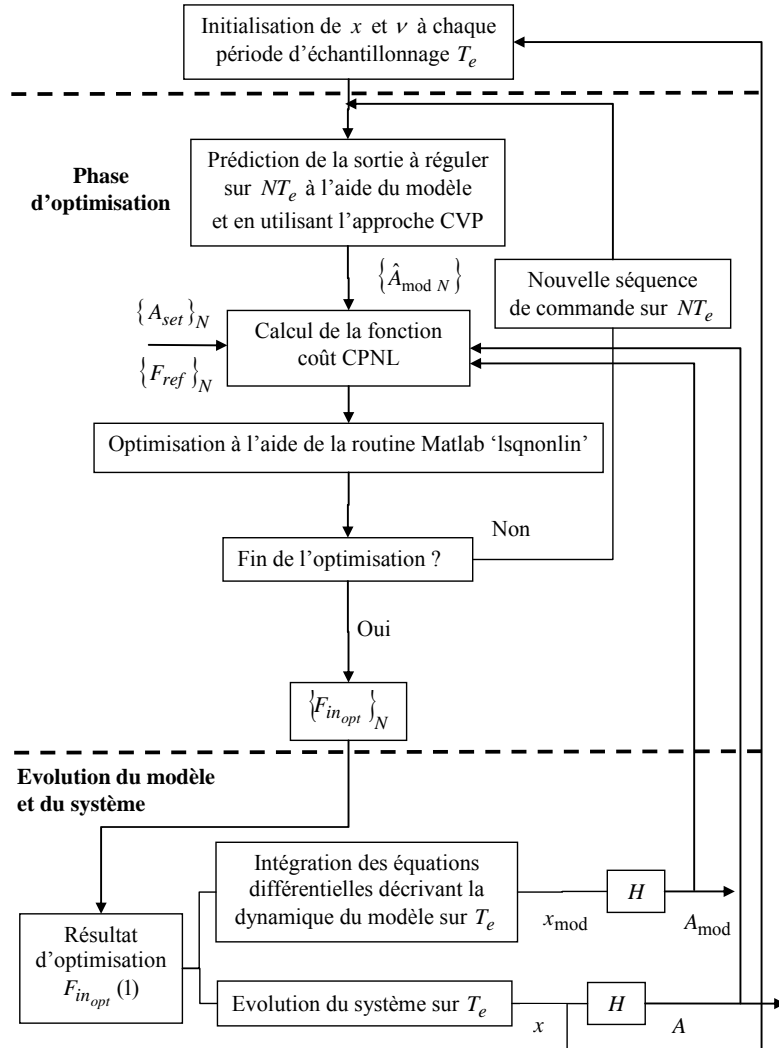 Initialisation de x et ν à chaque
période d'échantillonnage T_e
Phase
d'optimisation
Prédiction de la sortie à réguler
sur NT_e à l'aide du modèle
et en utilisant l'approche CVP
{Â_mod N}
Nouvelle séquence
de commande sur NT_e
{A_set}_N
{F_ref}_N
Calcul de la fonction
coût CPNL
Optimisation à l'aide de la routine Matlab ‘lsqnonlin’
Fin de l'optimisation ?
Non
Oui
{F_in_opt}_N
Evolution du modèle
et du système
Intégration des équations
différentielles décrivant la
dynamique du modèle sur T_e
x_mod
H
A_mod
Résultat
d'optimisation
F_in_opt (1)
Evolution du système sur T_e
x
H
A